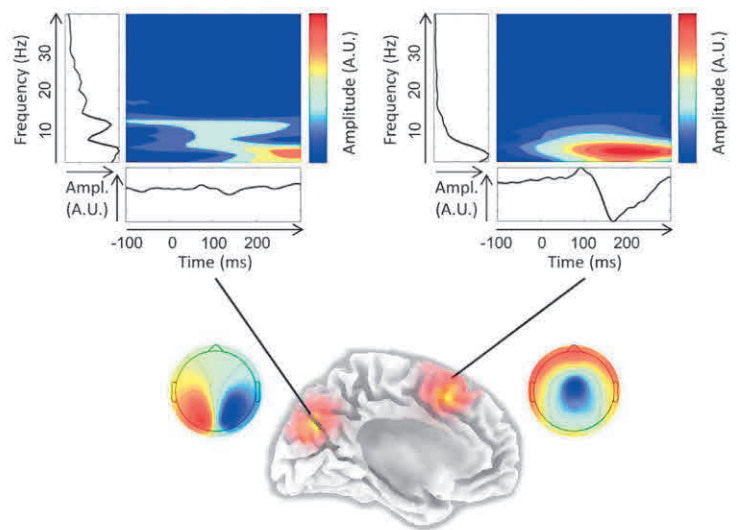 Frequency (Hz)
30
20
10
Amplitude (A.U.)
Ampl.
(A.U.)
-100 0 100 200
Time (ms)
Frequency (Hz)
30
20
10
Amplitude (A.U.)
Ampl.
(A.U.)
-100 0 100 200
Time (ms)